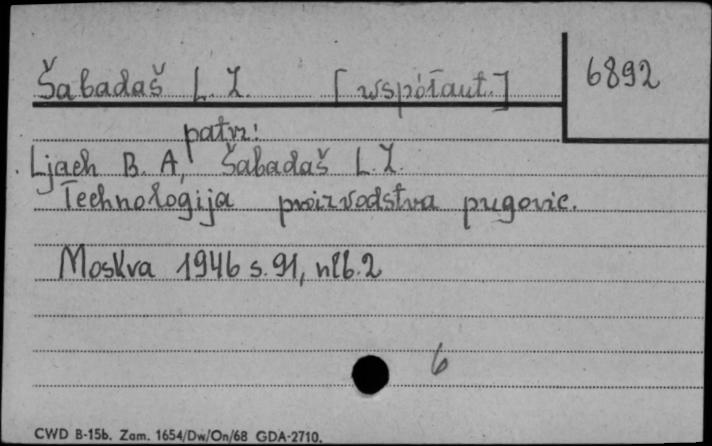 Šabadaš L. I. [współaut.]
6892
patrz:
Ljach B. A, Šabadaš L. I.
Technologija proizvodstva pugovic.
Moskva 1946 s. 91, nlb. 2
6
CWD B-15b. Zam. 1654/Dw/On/68 GDA-2710.